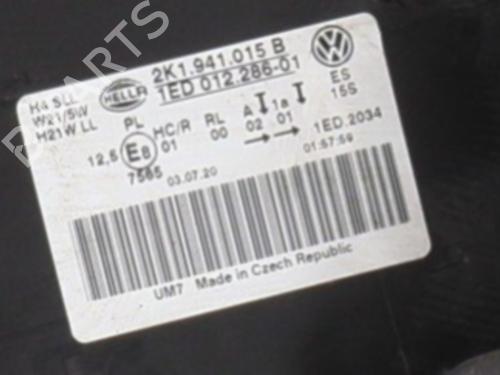 PARTS
H4 SLL
W21/5W
H21W LL
HELLA
2K1.941.015 B
1ED 012.286-01
ES
15S
PL
HC/R
01
RL
00
A
02
1a
01
12,5
E8
7565
03.07.20
1ED.2034
01:57:59
UM7 Made in Czech Republic